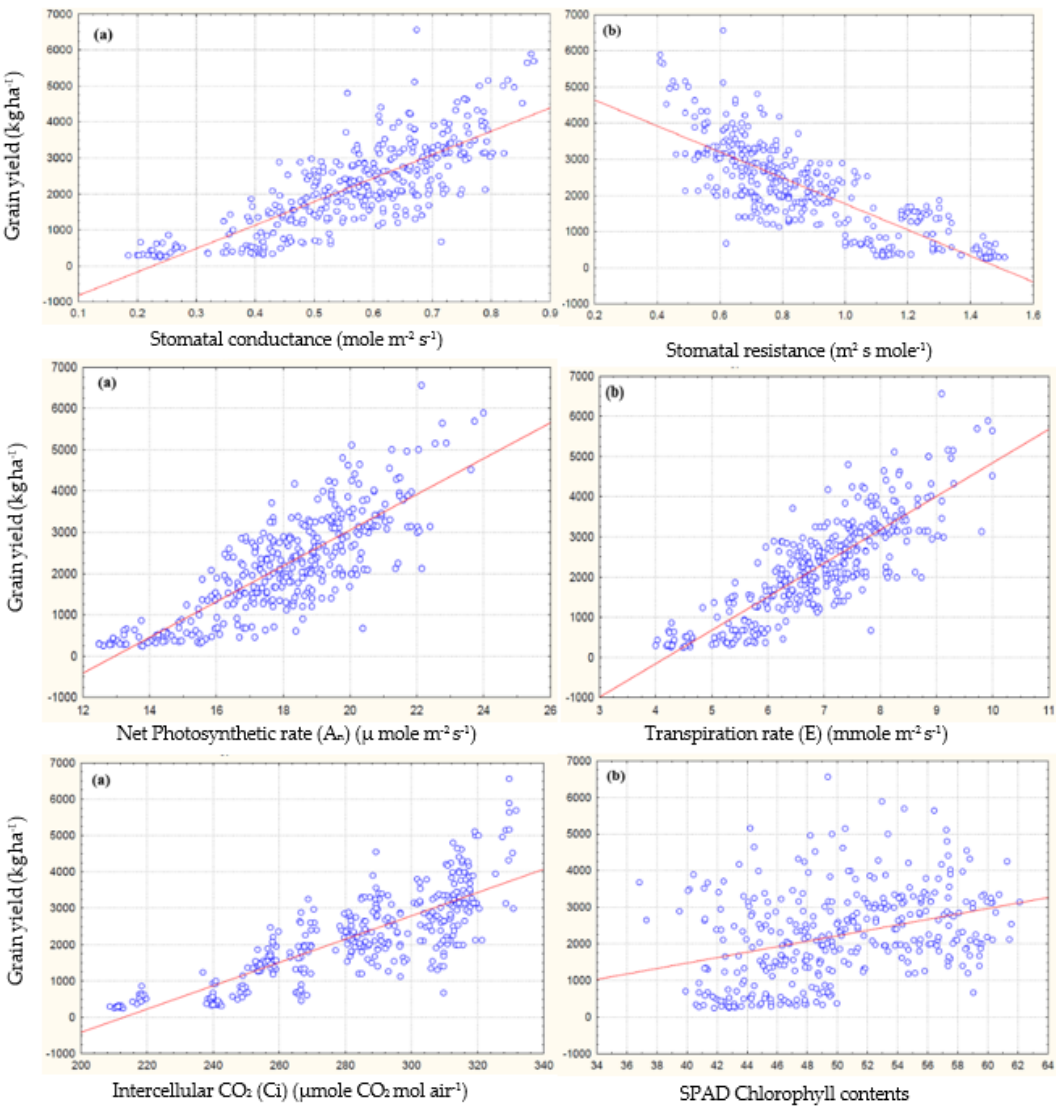 (a)
7000
6000
5000
4000
3000
2000
1000
0
-1000
0.1 0.2 0.3 0.4 0.5 0.6 0.7 0.8 0.9
Grain yield (kgha⁻¹)
Stomatal conductance (mole m⁻² s⁻¹)
(b)
7000
6000
5000
4000
3000
2000
1000
0
-1000
0.2 0.4 0.6 0.8 1.0 1.2 1.4 1.6
Stomatal resistance (m² s mole⁻¹)
(a)
7000
6000
5000
4000
3000
2000
1000
0
-1000
12 14 16 18 20 22 24 26
Grain yield (kgha⁻¹)
Net Photosynthetic rate (Aₙ) (μ mole m⁻² s⁻¹)
(b)
7000
6000
5000
4000
3000
2000
1000
0
-1000
3 4 5 6 7 8 9 10 11
Transpiration rate (E) (mmole m⁻² s⁻¹)
(a)
7000
6000
5000
4000
3000
2000
1000
0
-1000
200 220 240 260 280 300 320 340
Grain yield (kgha⁻¹)
Intercellular CO₂ (Ci) (μmole CO₂ mol air⁻¹)
(b)
7000
6000
5000
4000
3000
2000
1000
0
-1000
34 36 38 40 42 44 46 48 50 52 54 56 58 60 62 64
SPAD Chlorophyll contents